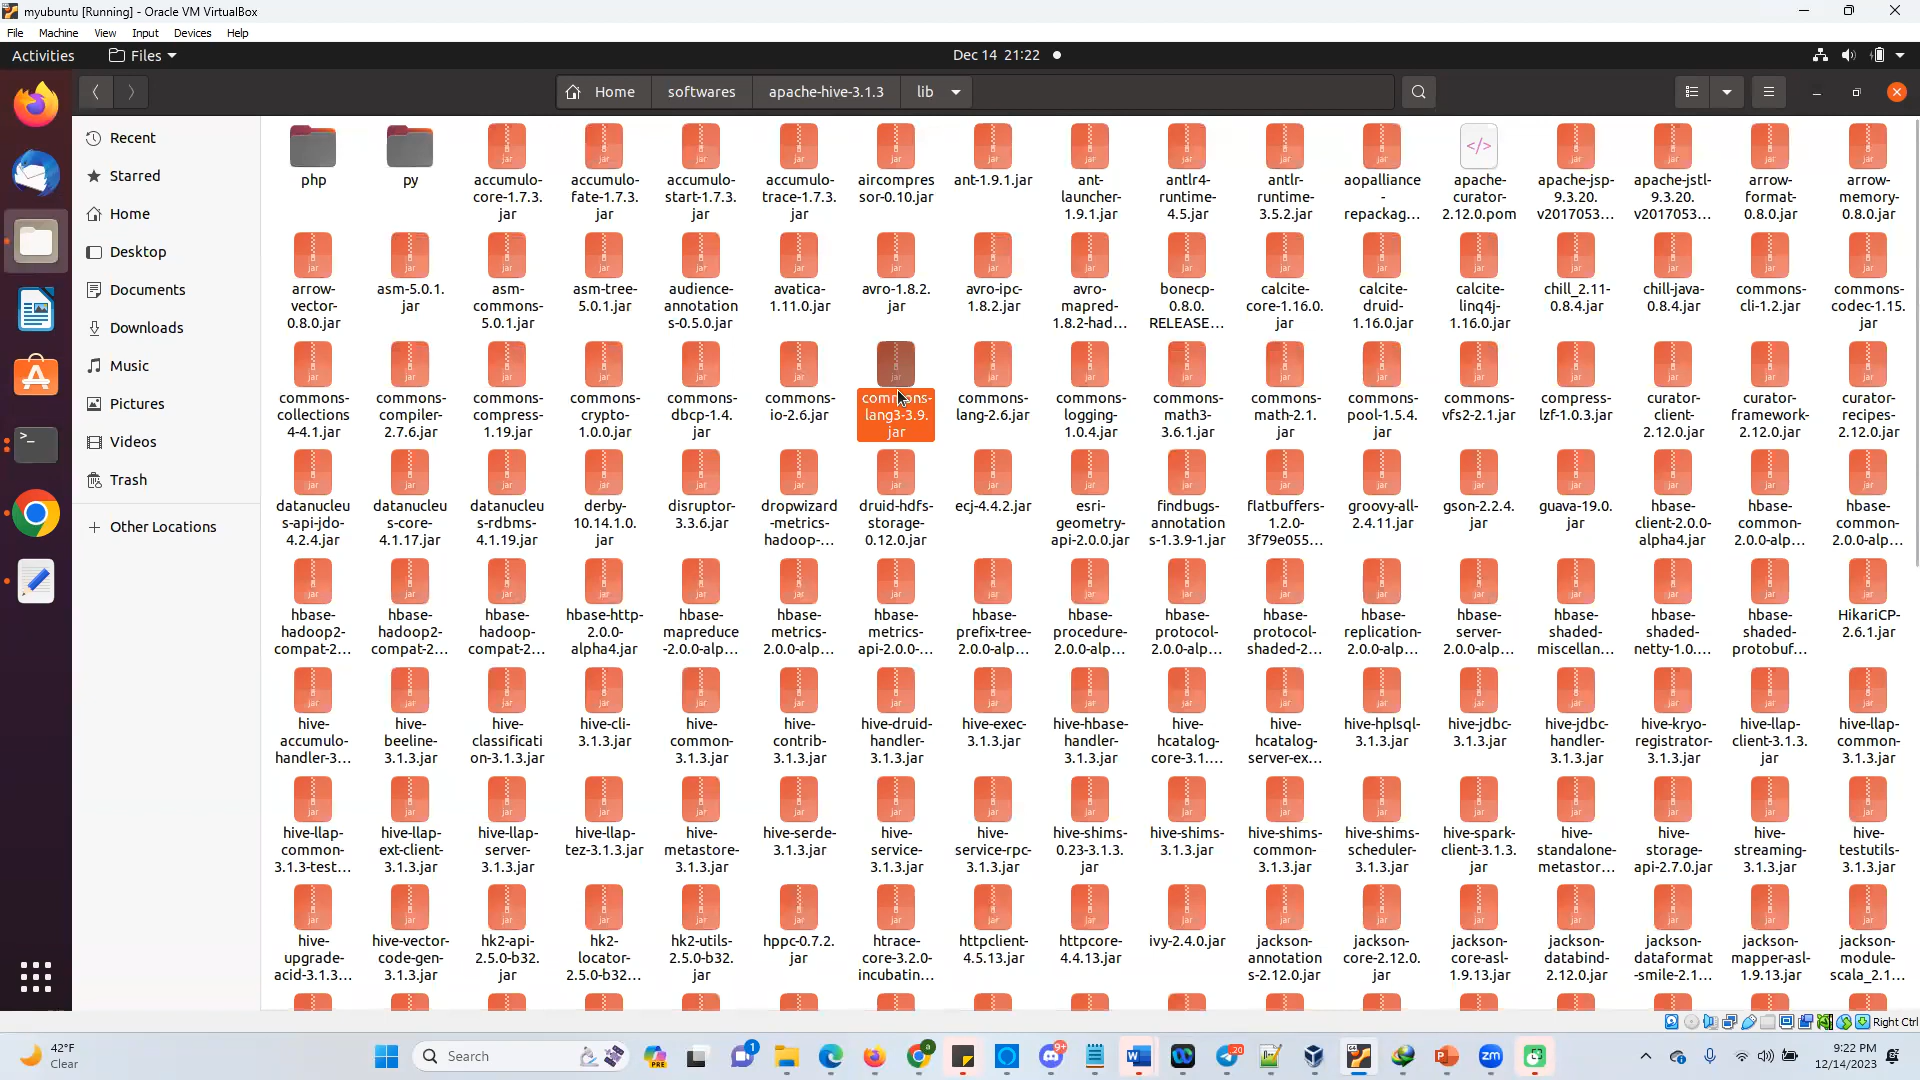 myubuntu [Running] - Oracle VM VirtualBox
File Machine View Input Devices Help
Activities Files Dec 14 21:22
Home softwares apache-hive-3.1.3 lib
Recent
Starred
Home
Desktop
Documents
Downloads
Music
Pictures
Videos
Trash
Other Locations
php py accumulo- accumulo- accumulo- accumulo- aircompres ant-1.9.1.jar ant- antlr4- antlr- aopalliance apache- apache-jsp- apache-jstl- arrow- arrow-
core-1.7.3. fate-1.7.3. start-1.7.3. trace-1.7.3. sor-0.10.jar launcher- runtime- runtime- - curator- 9.3.20. 9.3.20. format- memory-
jar jar jar jar 1.9.1.jar 4.5.jar 3.5.2.jar repackag... 2.12.0.pom v2017053... v2017053... 0.8.0.jar 0.8.0.jar
arrow- asm-5.0.1. asm- asm-tree- audience- avatica- avro-1.8.2. avro-ipc- avro- bonecp- calcite- calcite- calcite- chill_2.11- chill-java- commons- commons-
vector- jar commons- 5.0.1.jar annotation 1.11.0.jar jar 1.8.2.jar mapred- 0.8.0. core-1.16.0. druid- linq4j- 0.8.4.jar 0.8.4.jar cli-1.2.jar codec-1.15.
0.8.0.jar 5.0.1.jar s-0.5.0.jar 1.8.2-had... RELEASE... jar 1.16.0.jar 1.16.0.jar jar
commons- commons- commons- commons- commons- commons- commons- commons- commons- commons- commons- commons- commons- compress- curator- curator- curator-
collections compiler- compress- crypto- dbcp-1.4. io-2.6.jar lang3-3.9. lang-2.6.jar logging- math3- math-2.1. pool-1.5.4. vfs2-2.1.jar lzf-1.0.3.jar client- framework- recipes-
4-4.1.jar 2.7.6.jar 1.19.jar 1.0.0.jar jar jar 1.0.4.jar 3.6.1.jar jar jar 2.12.0.jar 2.12.0.jar 2.12.0.jar
datanucleu datanucleu datanucleu derby- disruptor- dropwizard druid-hdfs- ecj-4.4.2.jar esri- findbugs- flatbuffers- groovy-all- gson-2.2.4. guava-19.0. hbase- hbase- hbase-
s-api-jdo- s-core- s-rdbms- 10.14.1.0. 3.3.6.jar -metrics- storage- geometry- annotation 1.2.0- 2.4.11.jar jar jar client-2.0.0- common- common-
4.2.4.jar 4.1.17.jar 4.1.19.jar jar hadoop-... 0.12.0.jar api-2.0.0.jar s-1.3.9-1.jar 3f79e055... alpha4.jar 2.0.0-alp... 2.0.0-alp...
hbase- hbase- hbase- hbase-http- hbase- hbase- hbase- hbase- hbase- hbase- hbase- hbase- hbase- hbase- hbase- hbase- HikariCP-
hadoop2- hadoop2- hadoop- 2.0.0- mapreduce metrics- metrics- prefix-tree- procedure- protocol- protocol- replication- server- shaded- shaded- shaded- 2.6.1.jar
compat-2... compat-2... compat-2... alpha4.jar -2.0.0-alp... 2.0.0-alp... api-2.0.0-... 2.0.0-alp... 2.0.0-alp... 2.0.0-alp... shaded-2... 2.0.0-alp... 2.0.0-alp... miscellan... netty-1.0.... protobuf...
hive- hive- hive- hive-cli- hive- hive- hive-druid- hive-exec- hive-hbase- hive- hive- hive-hplsql- hive-jdbc- hive-jdbc- hive-kryo- hive-llap- hive-llap-
accumulo- beeline- classificati 3.1.3.jar common- contrib- handler- 3.1.3.jar handler- hcatalog- hcatalog- 3.1.3.jar 3.1.3.jar handler- registrator- client-3.1.3. common-
handler-3... 3.1.3.jar on-3.1.3.jar 3.1.3.jar 3.1.3.jar 3.1.3.jar 3.1.3.jar core-3.1.... server-ex... 3.1.3.jar 3.1.3.jar jar 3.1.3.jar
hive-llap- hive-llap- hive-llap- hive-llap- hive- hive-serde- hive- hive- hive-shims- hive-shims- hive-shims- hive-shims- hive-spark- hive- hive- hive- hive-
common- ext-client- server- tez-3.1.3.jar metastore- 3.1.3.jar service- service-rpc- 0.23-3.1.3. 3.1.3.jar common- scheduler- client-3.1.3. standalone- storage- streaming- testutils-
3.1.3-test... 3.1.3.jar 3.1.3.jar 3.1.3.jar 3.1.3.jar 3.1.3.jar jar 3.1.3.jar 3.1.3.jar jar metastor... api-2.7.0.jar 3.1.3.jar 3.1.3.jar
hive- hive-vector- hk2-api- hk2- hk2-utils- hppc-0.7.2. htrace- httpclient- httpcore- ivy-2.4.0.jar jackson- jackson- jackson- jackson- jackson- jackson- jackson-
upgrade- code-gen- 2.5.0-b32. locator- 2.5.0-b32. jar core-3.2.0- 4.5.13.jar 4.4.13.jar annotation core-2.12.0. core-asl- databind- dataformat mapper-asl- module-
acid-3.1.3... 3.1.3.jar jar 2.5.0-b32... jar incubatin... s-2.12.0.jar jar 1.9.13.jar 2.12.0.jar -smile-2.1... 1.9.13.jar scala_2.1...
Right Ctrl
42°F
Clear
Search
9:22 PM
12/14/2023